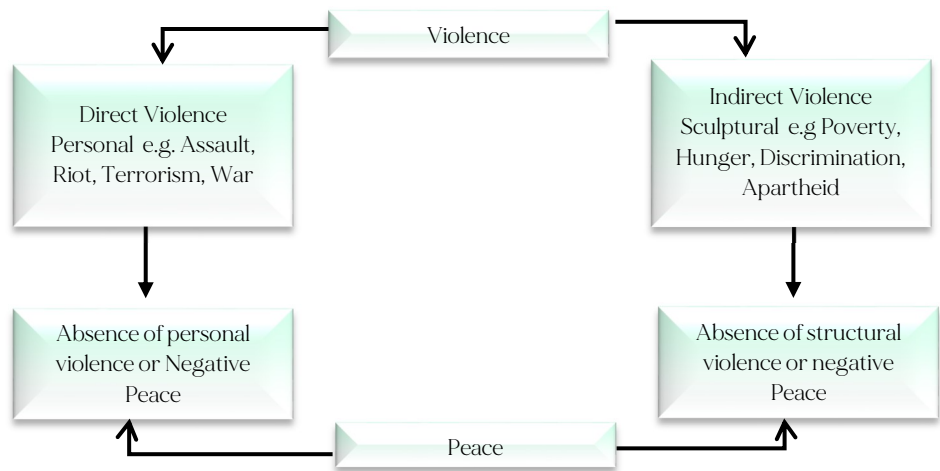 Violence
Direct Violence
Personal e.g. Assault,
Riot, Terrorism, War
Indirect Violence
Sculptural e.g Poverty,
Hunger, Discrimination,
Apartheid
Absence of personal
violence or Negative
Peace
Absence of structural
violence or negative
Peace
Peace